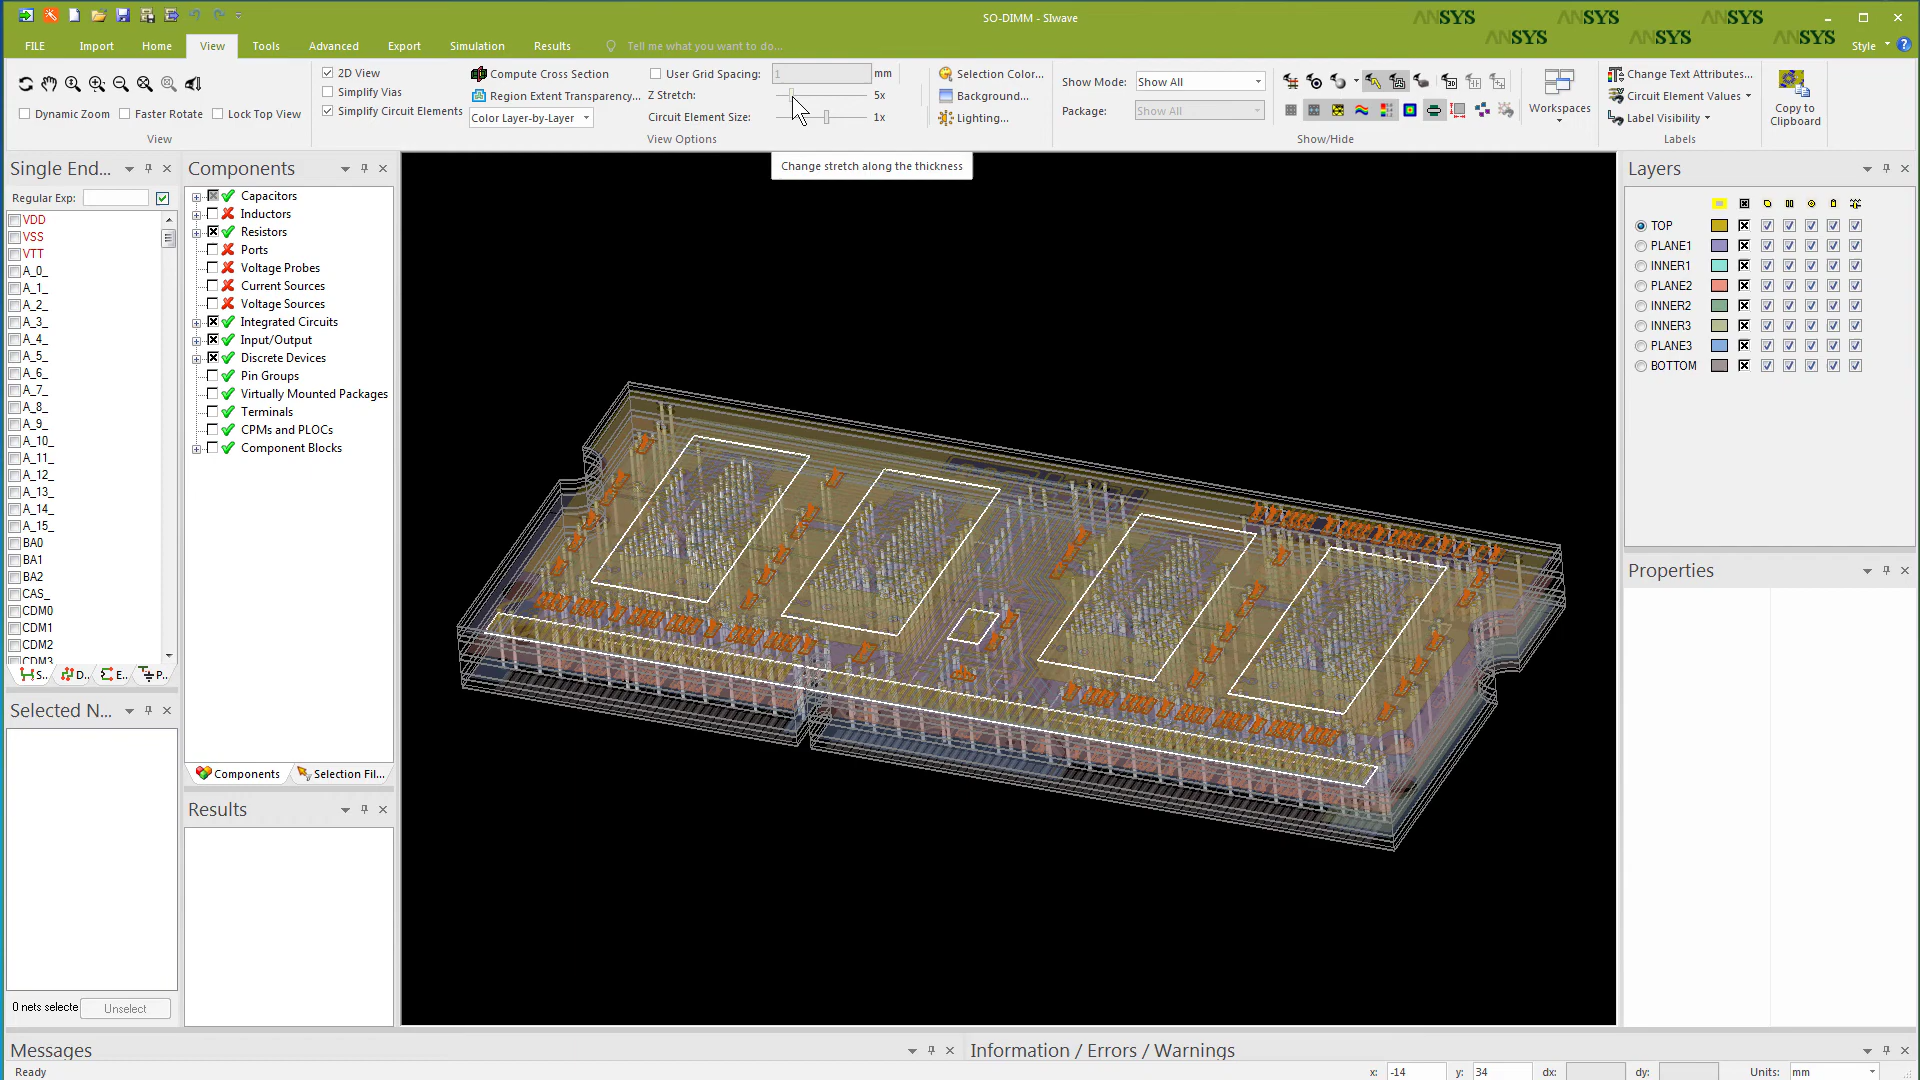 SO-DIMM - SIwave
ANSYS ANSYS ANSYS
ANSYS ANSYS ANSYS
FILE Import Home View Tools Advanced Export Simulation Results Tell me what you want to do... Style
2D View Compute Cross Section User Grid Spacing: 1 mm Selection Color... Change Text Attributes...
Simplify Vias Region Extent Transparency... Z Stretch: 5x Background... Show Mode: Show All Circuit Element Values
Dynamic Zoom Faster Rotate Lock Top View Simplify Circuit Elements Color Layer-by-Layer Circuit Element Size: 1x Lighting... Package: Show All Workspaces Label Visibility Copy to Clipboard
View View Options Show/Hide Labels
Change stretch along the thickness
Single End...
Regular Exp:
VDD
VSS
VTT
A_0_
A_1_
A_2_
A_3_
A_4_
A_5_
A_6_
A_7_
A_8_
A_9_
A_10_
A_11_
A_12_
A_13_
A_14_
A_15_
BA0
BA1
BA2
CAS_
CDM0
CDM1
CDM2
CDM3
S.. D.. E.. P..
Selected N...
0 nets selecte Unselect
Components
Capacitors
Inductors
Resistors
Ports
Voltage Probes
Current Sources
Voltage Sources
Integrated Circuits
Input/Output
Discrete Devices
Pin Groups
Virtually Mounted Packages
Terminals
CPMs and PLOCs
Component Blocks
Components Selection Fil...
Results
Layers
TOP
PLANE1
INNER1
PLANE2
INNER2
INNER3
PLANE3
BOTTOM
Properties
Messages Information / Errors / Warnings
Ready x: -14 y: 34 dx: dy: Units: mm